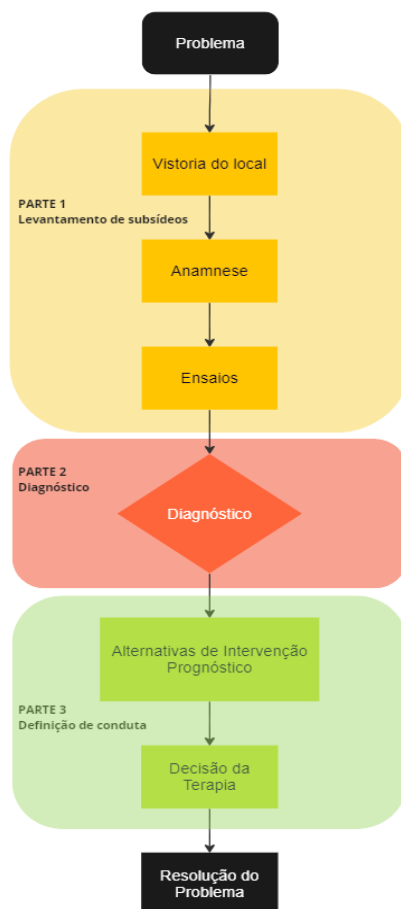 Problema
Vistoria do local
PARTE 1
Levantamento de subsídeos
Anamnese
Ensaios
PARTE 2
Diagnóstico
Diagnóstico
Alternativas de Intervenção
Prognóstico
PARTE 3
Definição de conduta
Decisão da
Terapia
Resolução do
Problema